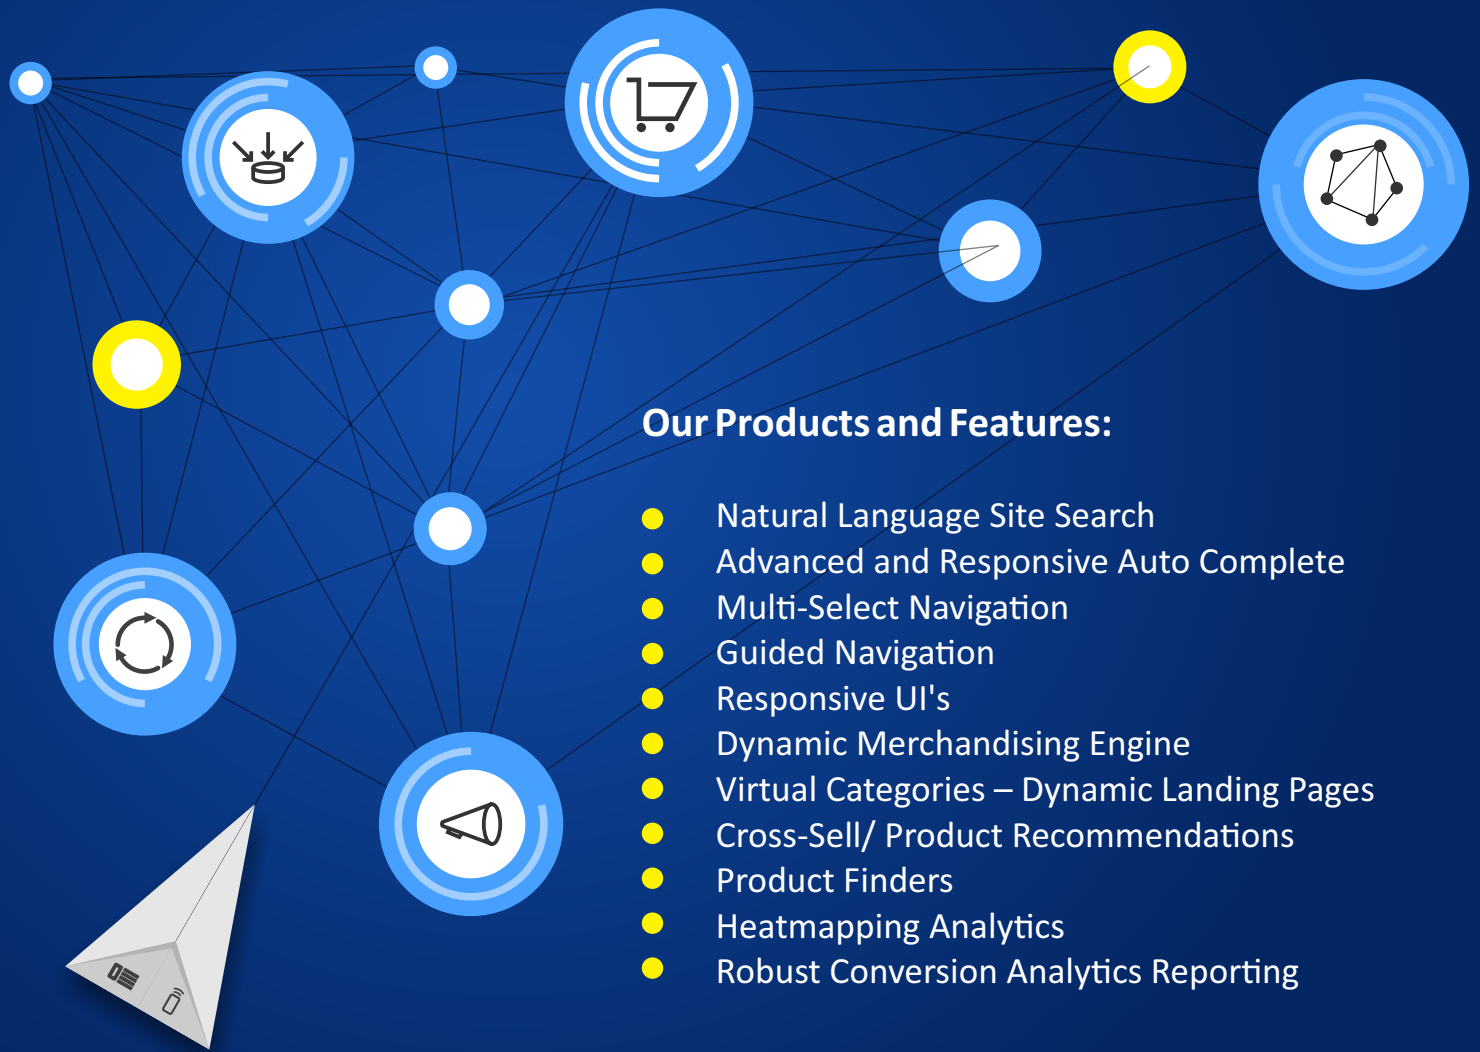 Our Products and Features:
Natural Language Site Search
Advanced and Responsive Auto Complete
Multi-Select Navigation
Guided Navigation
Responsive UI's
Dynamic Merchandising Engine
Virtual Categories – Dynamic Landing Pages
Cross-Sell/ Product Recommendations
Product Finders
Heatmapping Analytics
Robust Conversion Analytics Reporting